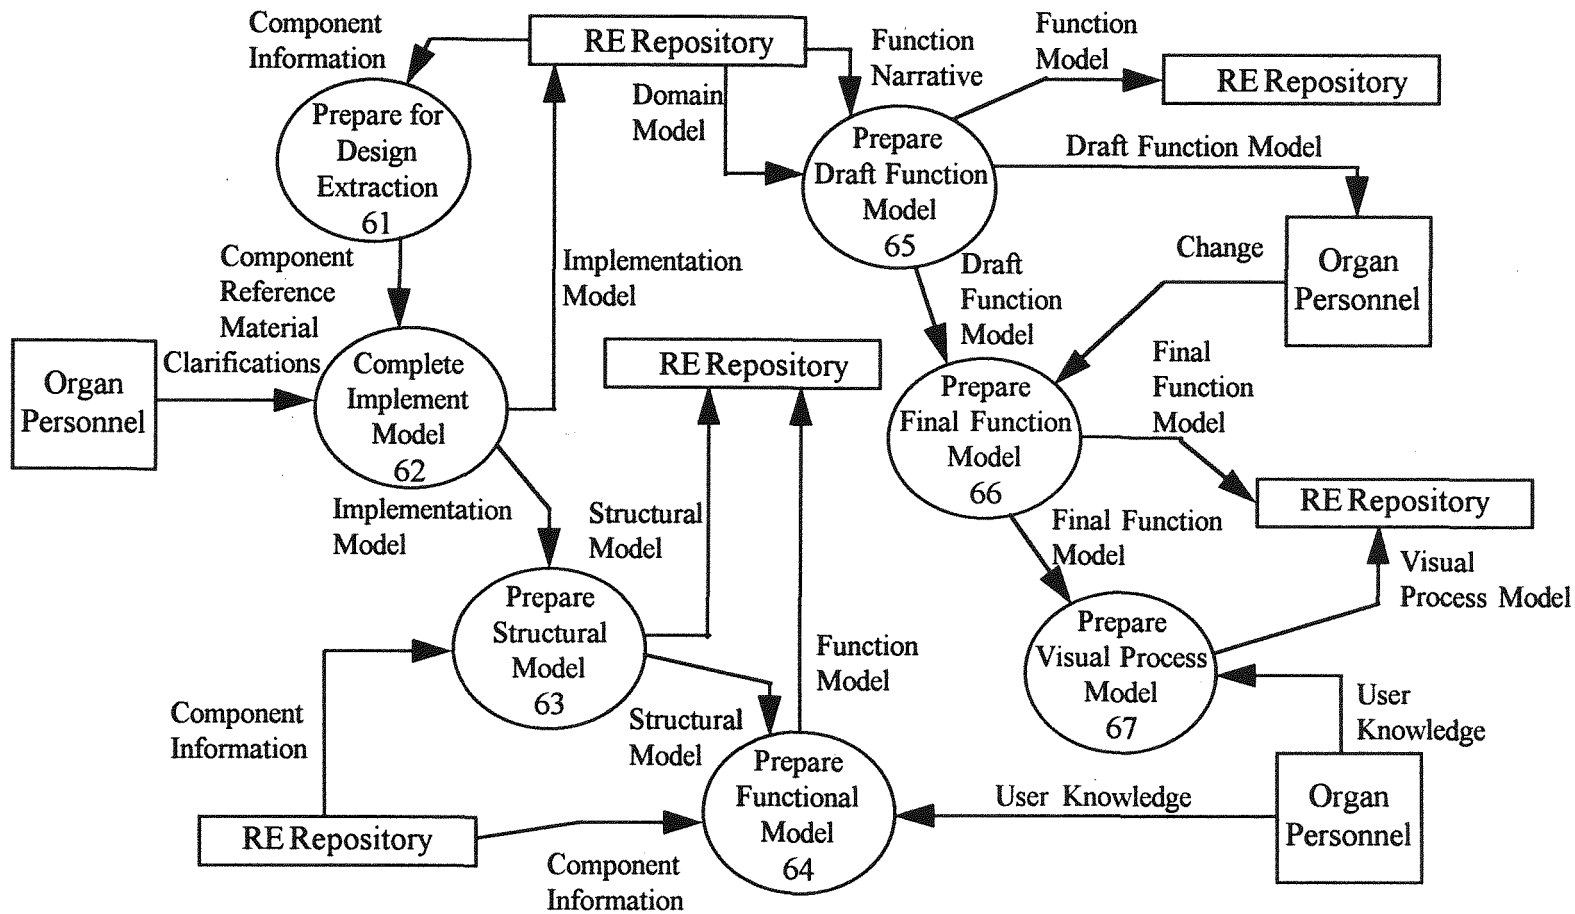 Component
Information
RE Repository
Function
Narrative
Function
Model
RE Repository
Domain
Model
Prepare for
Design
Extraction
61
Prepare
Draft Function
Model
65
Draft Function Model
Organ
Personnel
Change
Component
Reference
Material
Clarifications
Implementation
Model
Draft
Function
Model
Organ
Personnel
Complete
Implement
Model
62
RE Repository
Prepare
Final Function
Model
66
Final
Function
Model
RE Repository
Implementation
Model
Structural
Model
Final Function
Model
Visual
Process Model
Prepare
Structural
Model
63
Function
Model
Prepare
Visual Process
Model
67
Component
Information
Structural
Model
User
Knowledge
Prepare
Functional
Model
64
User Knowledge
Organ
Personnel
RE Repository
Component
Information